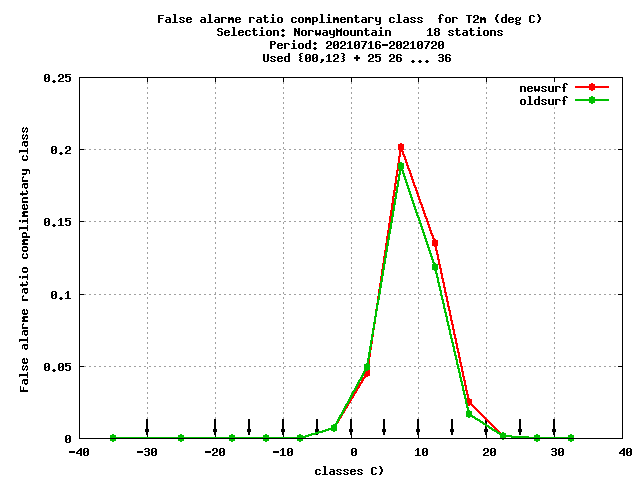 False alarme ratio complimentary class  for T2m (deg C)
Selection: NorwayMountain     18 stations
Period: 20210716-20210720
Used {00,12} + 25 26 ... 36
newsurf
oldsurf
False alarme ratio complimentary class
0.25
0.2
0.15
0.1
0.05
0
-40 -30 -20 -10 0 10 20 30 40
classes C)